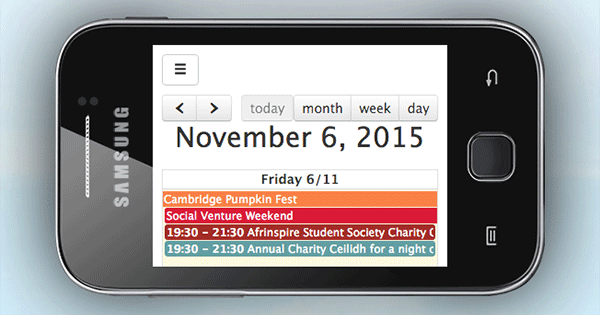 SAMSUNG
today month week day
November 6, 2015
Friday 6/11
Cambridge Pumpkin Fest
Social Venture Weekend
19:30 - 21:30 Afrinspire Student Society Charity
19:30 - 21:30 Annual Charity Ceilidh for a night